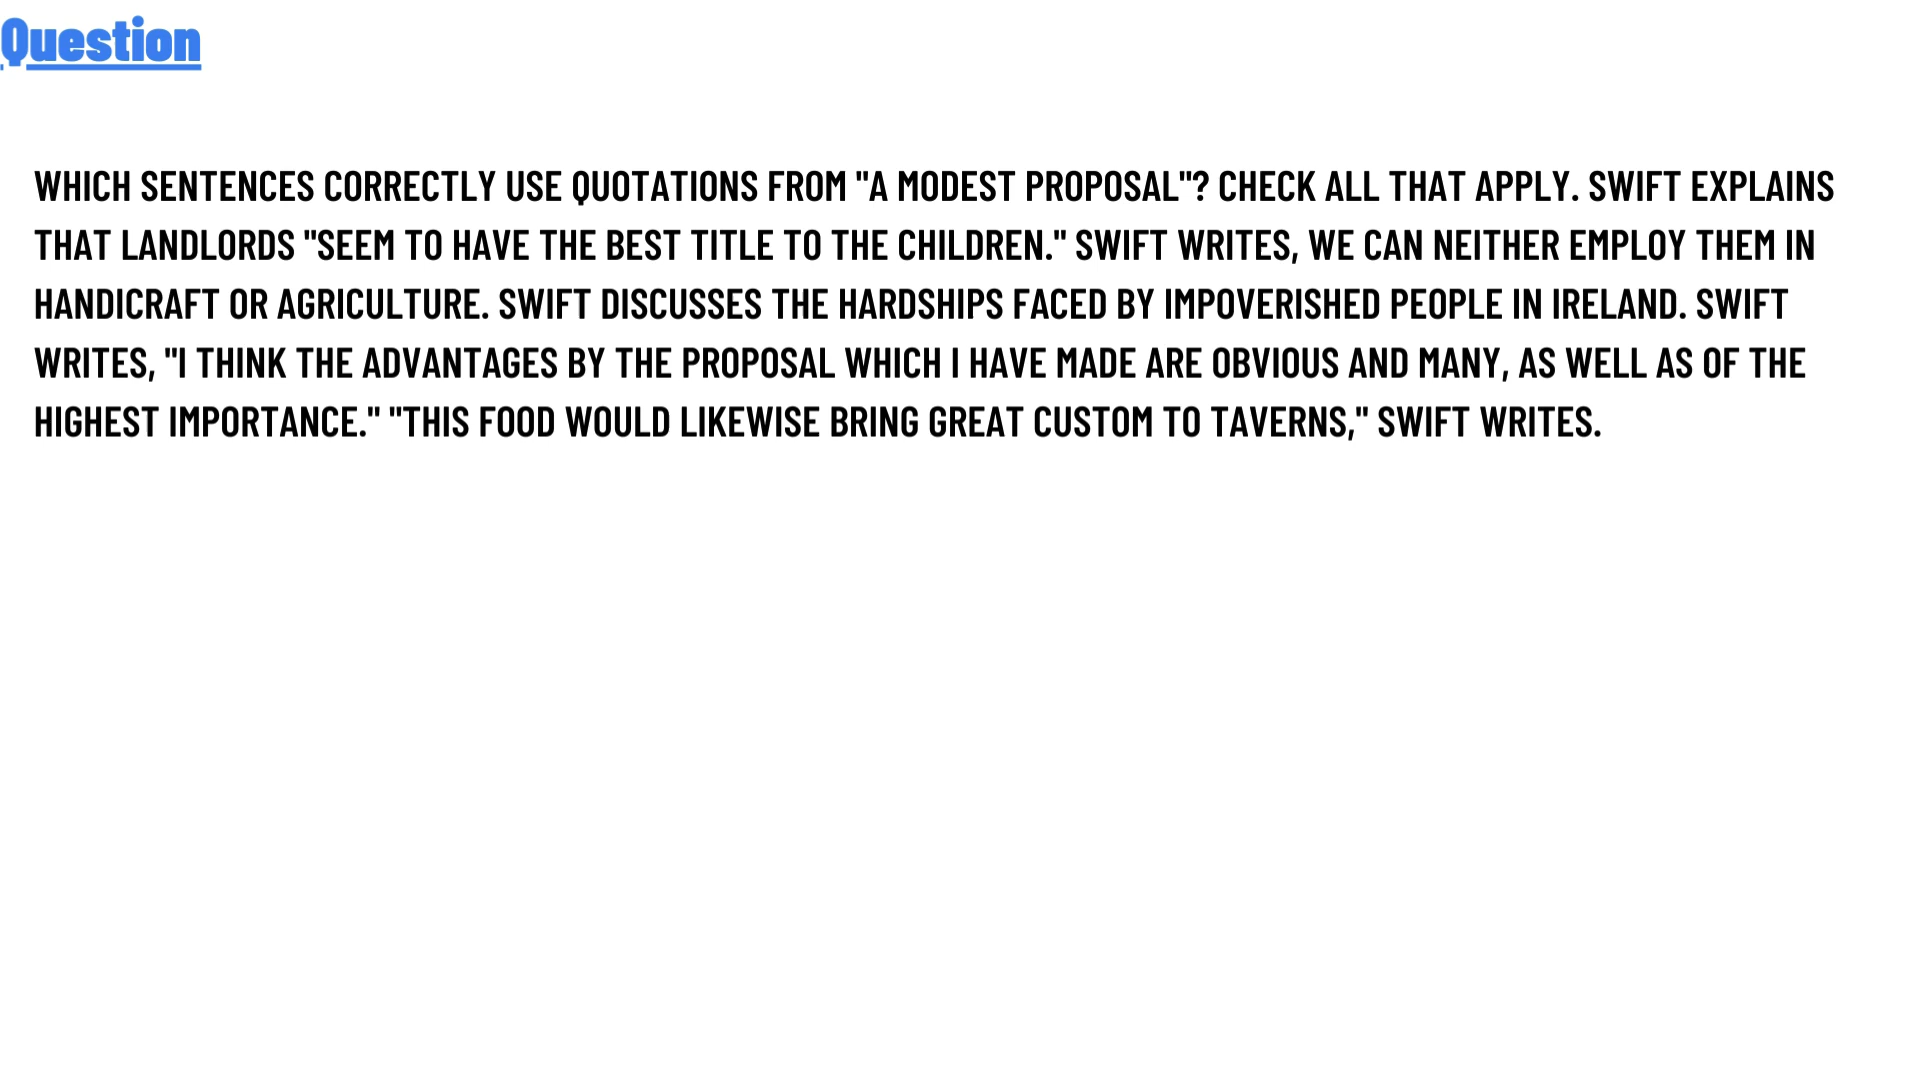 Question
WHICH SENTENCES CORRECTLY USE QUOTATIONS FROM "A MODEST PROPOSAL"? CHECK ALL THAT APPLY. SWIFT EXPLAINS
THAT LANDLORDS "SEEM TO HAVE THE BEST TITLE TO THE CHILDREN." SWIFT WRITES, WE CAN NEITHER EMPLOY THEM IN
HANDICRAFT OR AGRICULTURE. SWIFT DISCUSSES THE HARDSHIPS FACED BY IMPOVERISHED PEOPLE IN IRELAND. SWIFT
WRITES, "I THINK THE ADVANTAGES BY THE PROPOSAL WHICH I HAVE MADE ARE OBVIOUS AND MANY, AS WELL AS OF THE
HIGHEST IMPORTANCE." "THIS FOOD WOULD LIKEWISE BRING GREAT CUSTOM TO TAVERNS," SWIFT WRITES.